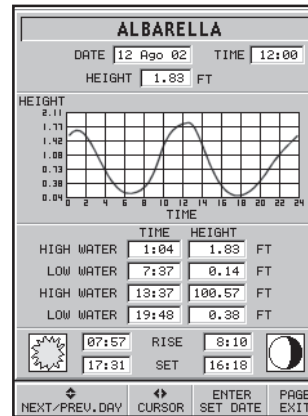 ALBARELLA
DATE 12 Ago 02 TIME 12:00
HEIGHT 1.83 FT
HEIGHT
2.11
1.77
1.42
1.08
0.73
0.38
0.04
0 2 4 6 8 10 12 14 16 18 20 22 24
TIME
TIME HEIGHT
HIGH WATER 1:04 1.83 FT
LOW WATER 7:37 0.14 FT
HIGH WATER 13:37 100.57 FT
LOW WATER 19:48 0.38 FT
07:57 RISE 8:10
17:31 SET 16:18
NEXT/PREV.DAY CURSOR ENTER SET DATE PAGE EXIT